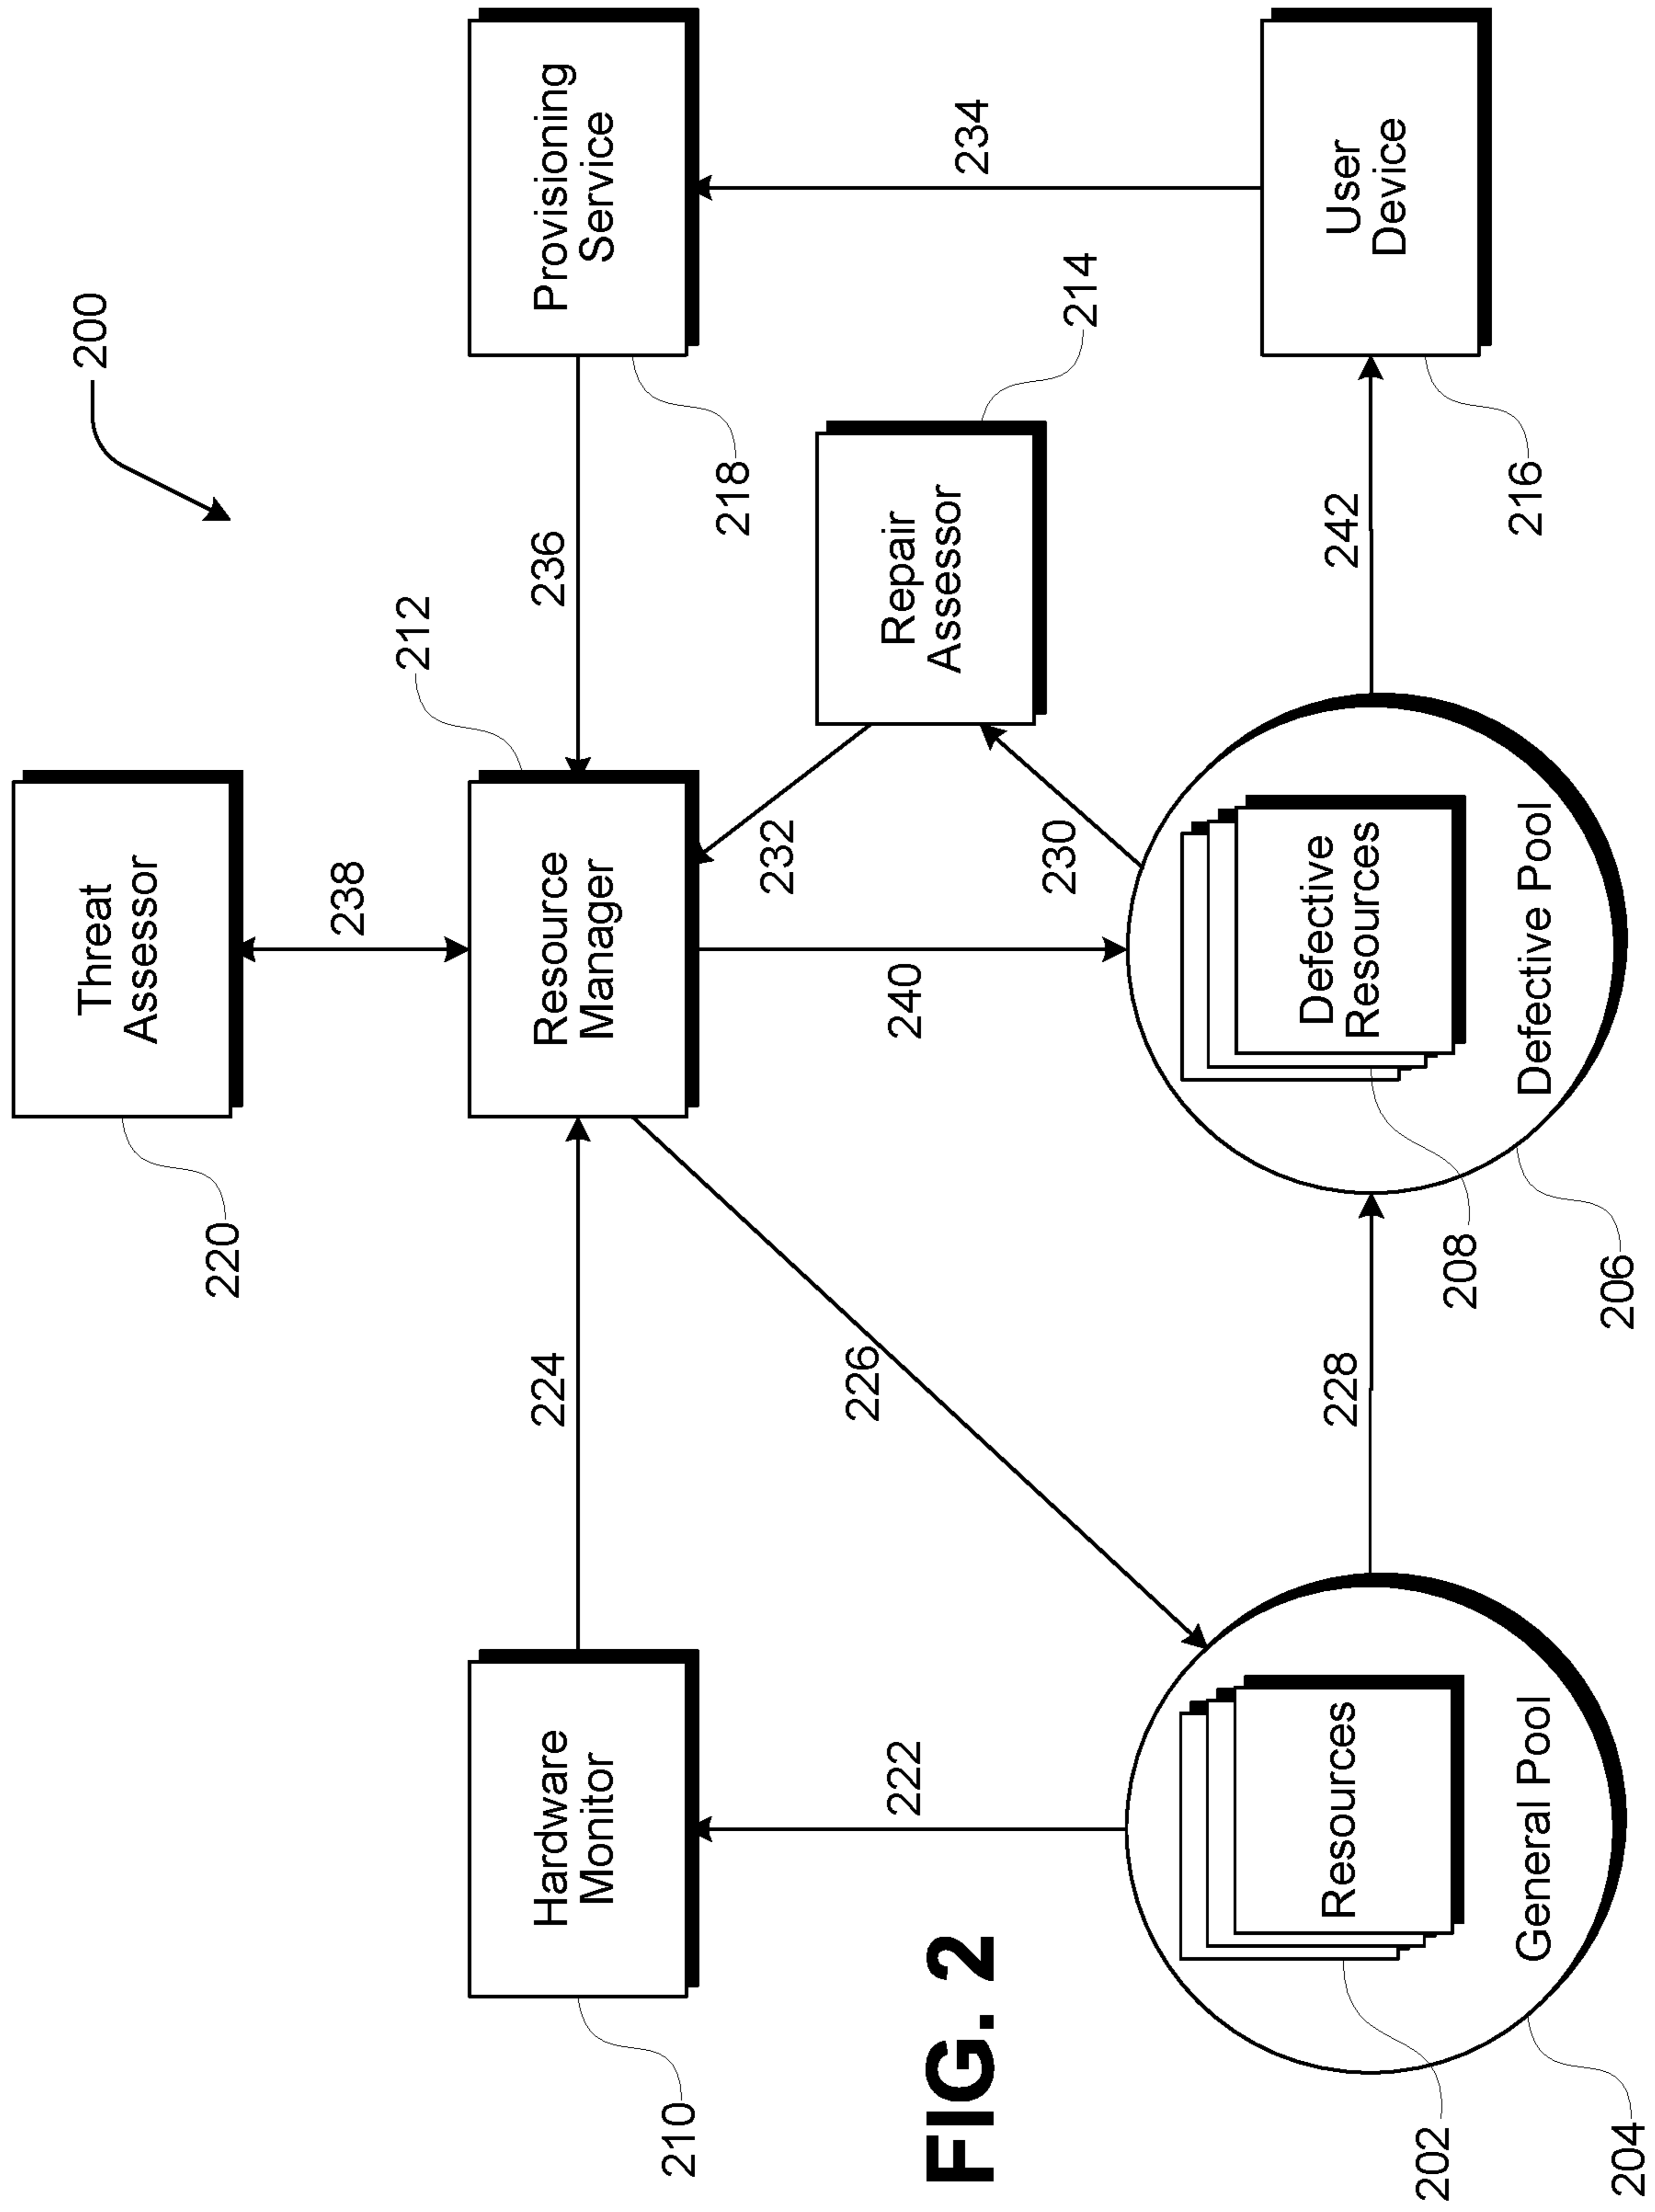 200
Threat
Assessor
220
238
212
Hardware
Monitor
210
224
Resource
Manager
236
Provisioning
Service
218
222
226
240
232
230
Repair
Assessor
214
234
Resources
General Pool
202
204
228
Defective
Resources
Defective Pool
208
206
242
User
Device
216
FIG. 2